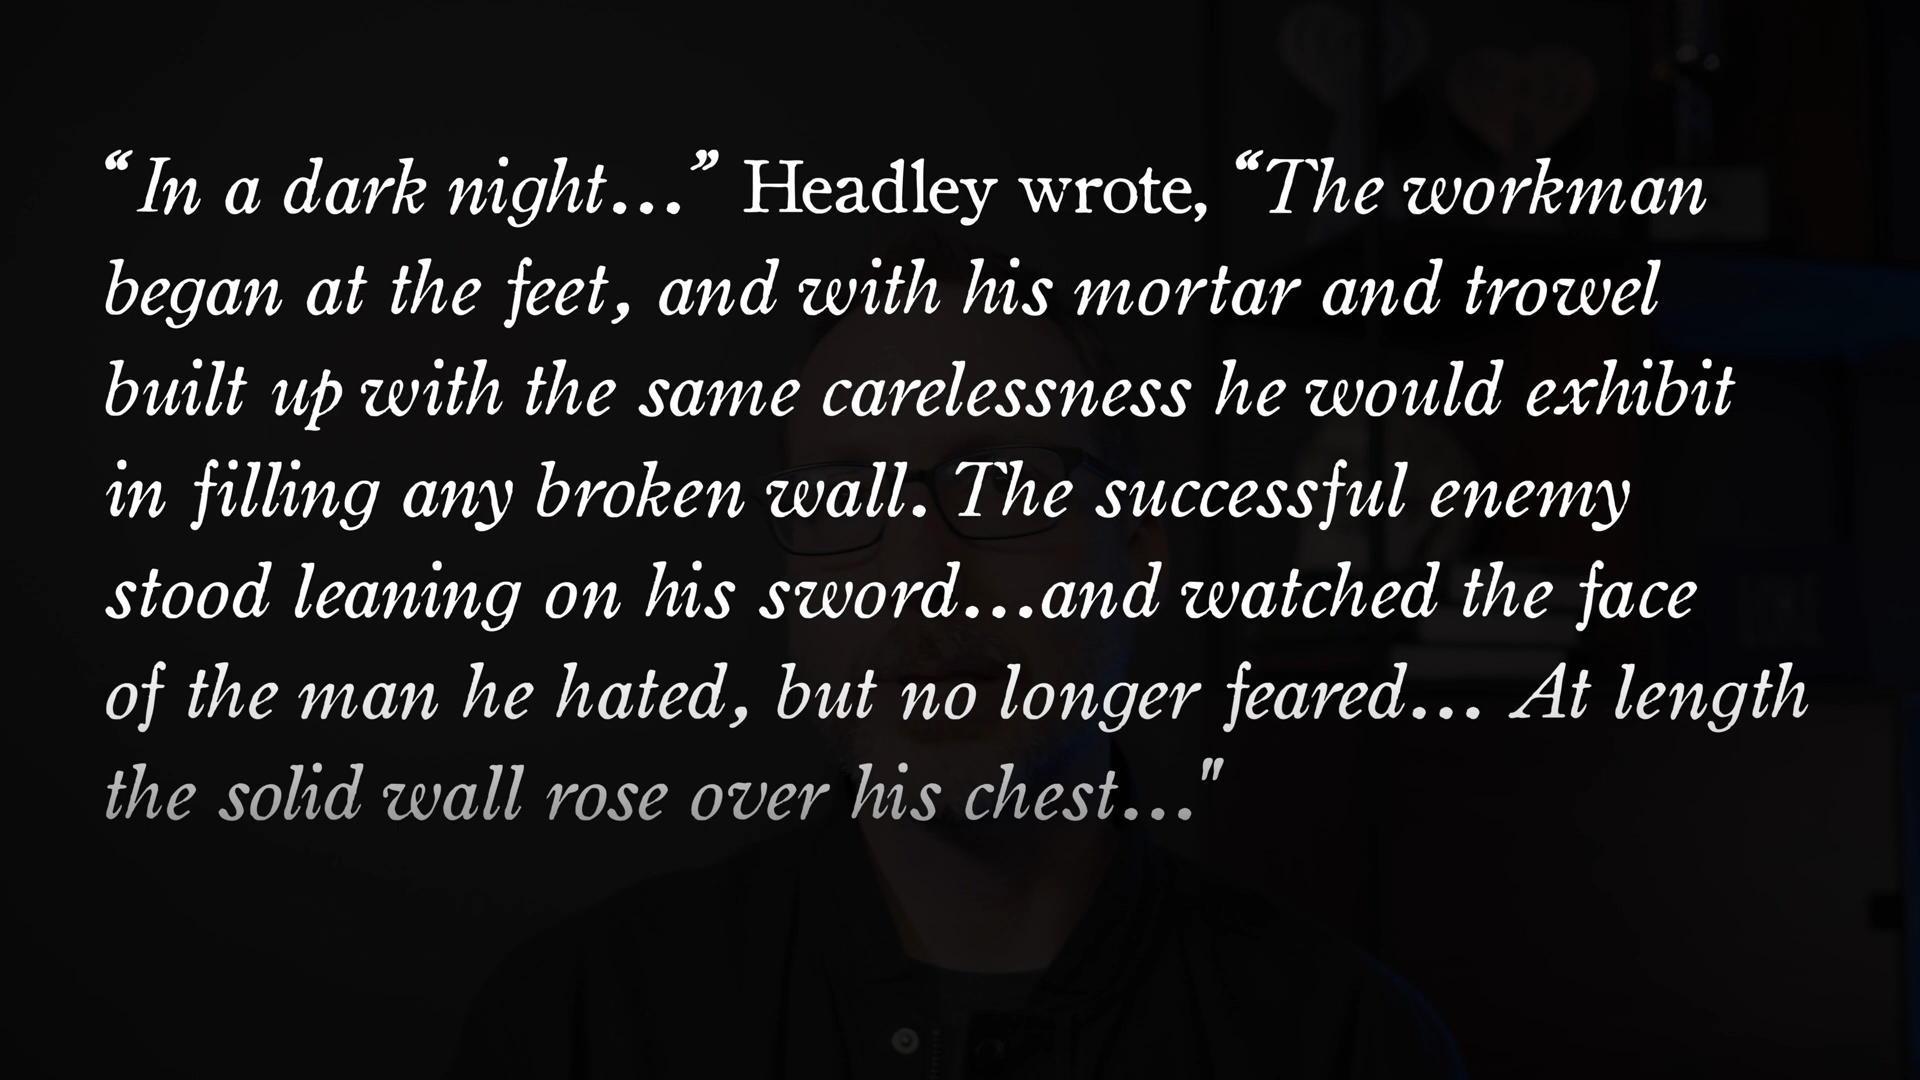 “In a dark night...” Headley wrote, “The workman
began at the feet, and with his mortar and trowel
built up with the same carelessness he would exhibit
in filling any broken wall. The successful enemy
stood leaning on his sword...and watched the face
of the man he hated, but no longer feared... At length
the solid wall rose over his chest..."